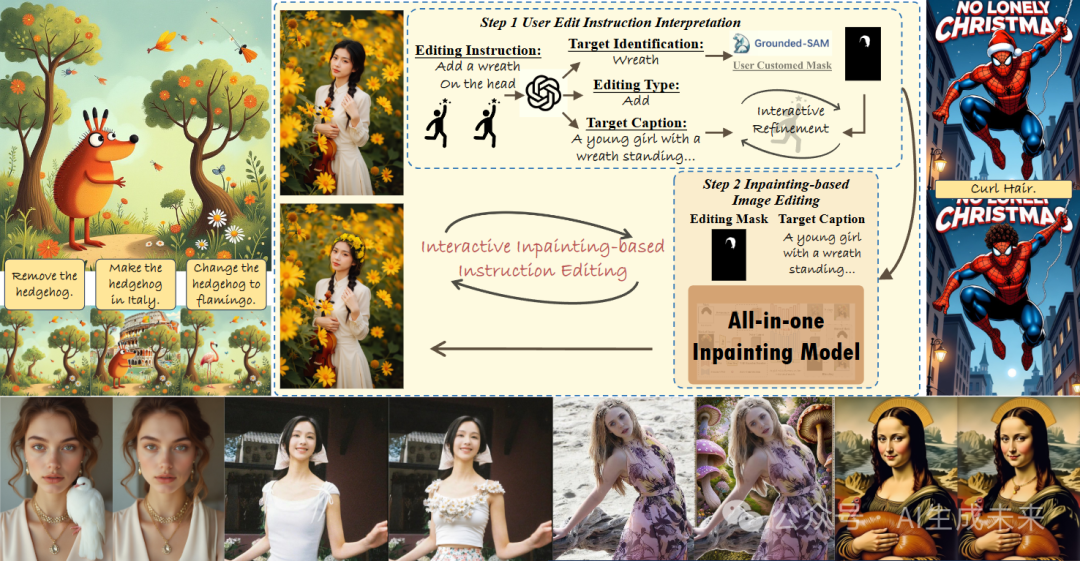 Step 1 User Edit Instruction Interpretation
Editing Instruction:
Add a wreath
On the head
Target Identification:
Wreath
Editing Type:
Add
Target Caption:
A young girl with a
wreath standing...
Grounded-SAM
User Customed Mask
Interactive
Refinement
Step 2 Inpainting-based
Image Editing
Editing Mask
Target Caption
A young girl
with a wreath
standing...
All-in-one
Inpainting Model
Interactive Inpainting-based
Instruction Editing
Remove the
hedgehog.
Make the
hedgehog
in Italy.
Change the
hedgehog to
flamingo.
NO LONELY
CHRISTMAS
Curl Hair.
NO LONELY
CHRISTMAS
公众号 · AI生成未来